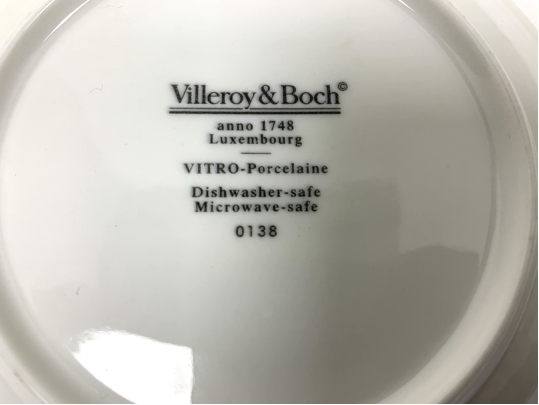 Villeroy & Boch©
anno 1748
Luxembourg
VITRO-Porcelaine
Dishwasher-safe
Microwave-safe
0138